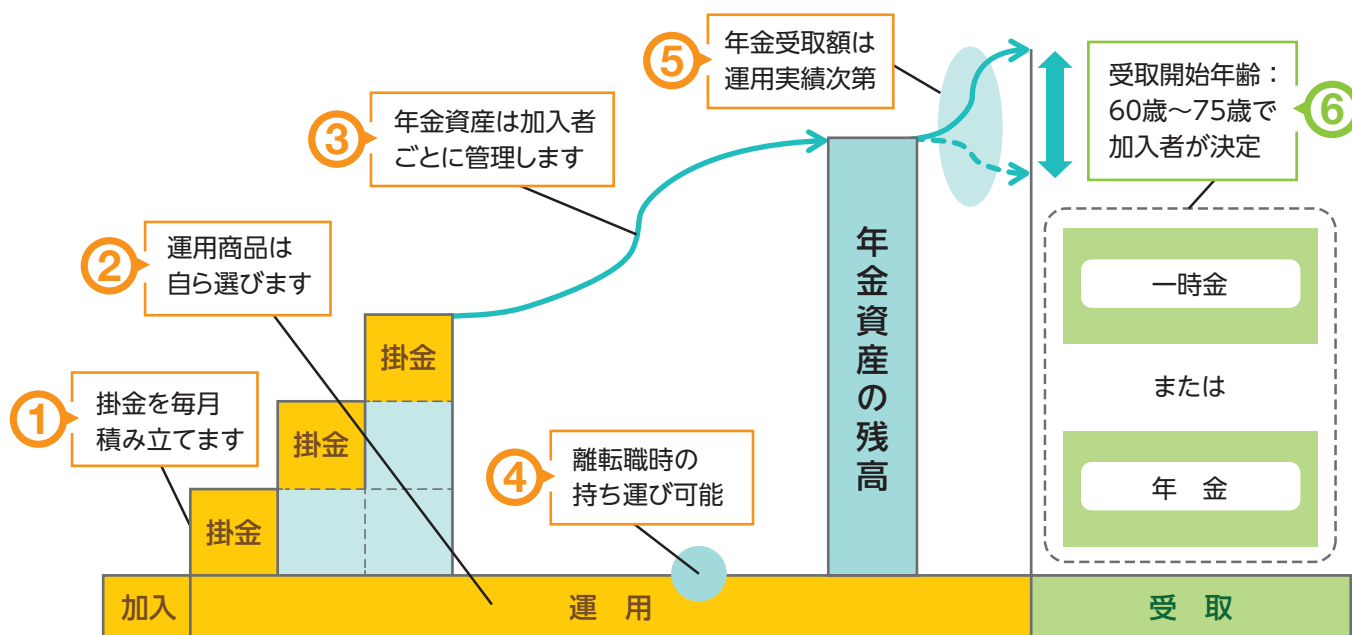 ①
掛金を毎月
積み立てます
②
運用商品は
自ら選びます
③
年金資産は加入者
ごとに管理します
④
離転職時の
持ち運び可能
⑤
年金受取額は
運用実績次第
⑥
受取開始年齢：
60歳〜75歳で
加入者が決定
掛金
掛金
掛金
年金資産の残高
一時金
または
年　金
加入
運　用
受　取